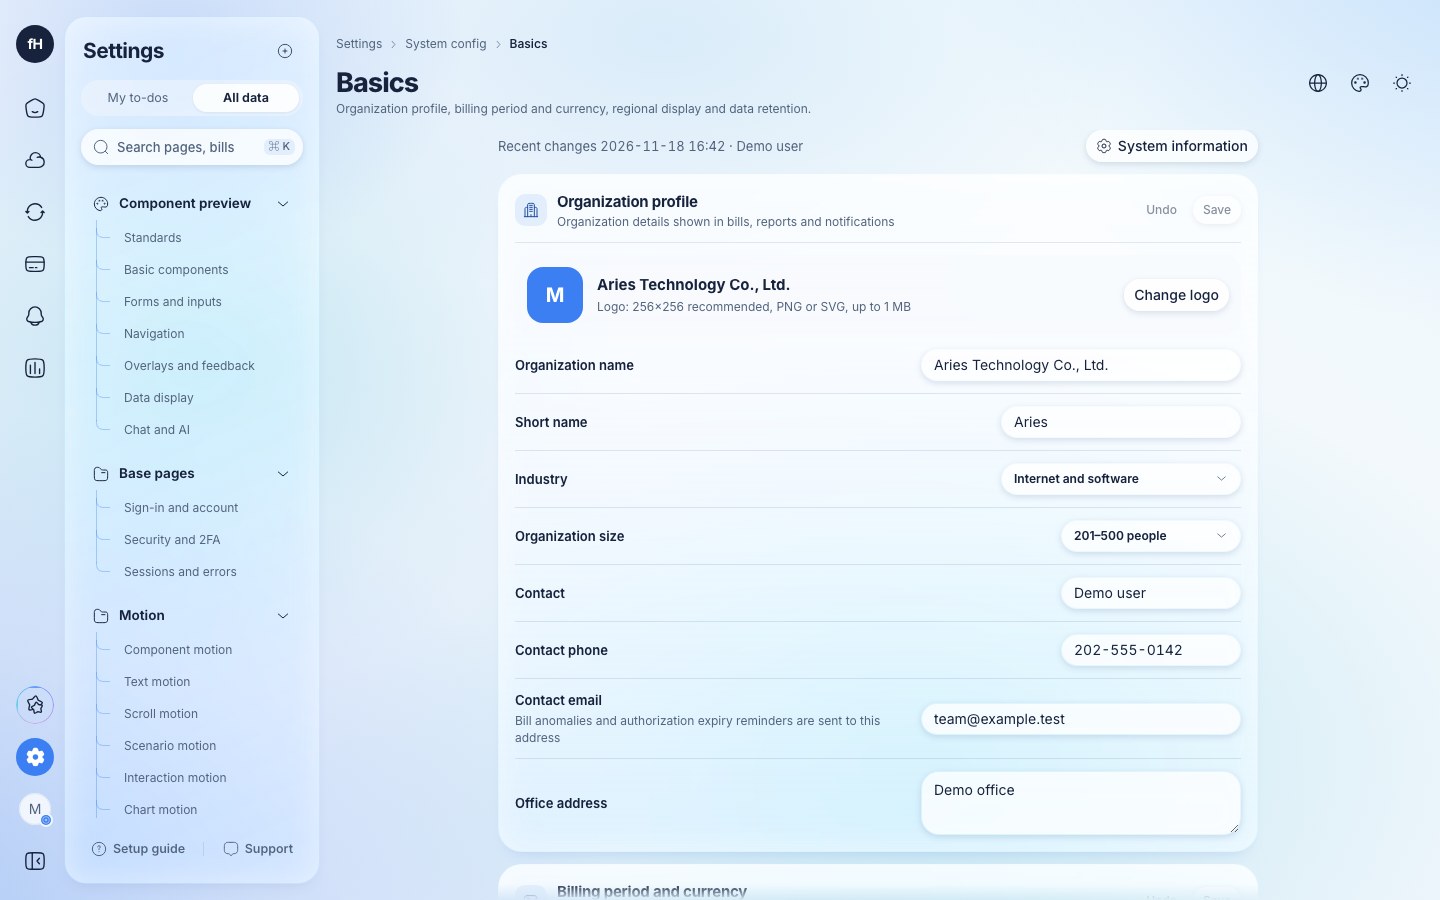 fH
Settings
My to-dos
All data
Search pages, bills
⌘ K
Component preview
Standards
Basic components
Forms and inputs
Navigation
Overlays and feedback
Data display
Chat and AI
Base pages
Sign-in and account
Security and 2FA
Sessions and errors
Motion
Component motion
Text motion
Scroll motion
Scenario motion
Interaction motion
Chart motion
Setup guide
Support
M
Settings > System config > Basics
Basics
Organization profile, billing period and currency, regional display and data retention.
Recent changes 2026-11-18 16:42 · Demo user
System information
Organization profile
Organization details shown in bills, reports and notifications
Undo
Save
M
Aries Technology Co., Ltd.
Logo: 256×256 recommended, PNG or SVG, up to 1 MB
Change logo
Organization name
Aries Technology Co., Ltd.
Short name
Aries
Industry
Internet and software
Organization size
201–500 people
Contact
Demo user
Contact phone
202-555-0142
Contact email
Bill anomalies and authorization expiry reminders are sent to this
address
team@example.test
Office address
Demo office
Billing period and currency